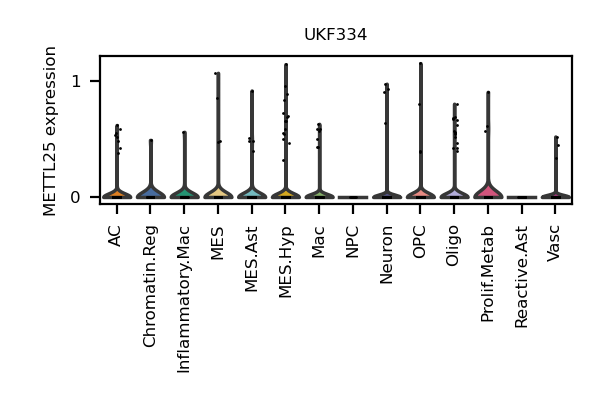 UKF334
METTL25 expression
1
0
AC
Chromatin.Reg
Inflammatory.Mac
MES
MES.Ast
MES.Hyp
Mac
NPC
Neuron
OPC
Oligo
Prolif.Metab
Reactive.Ast
Vasc